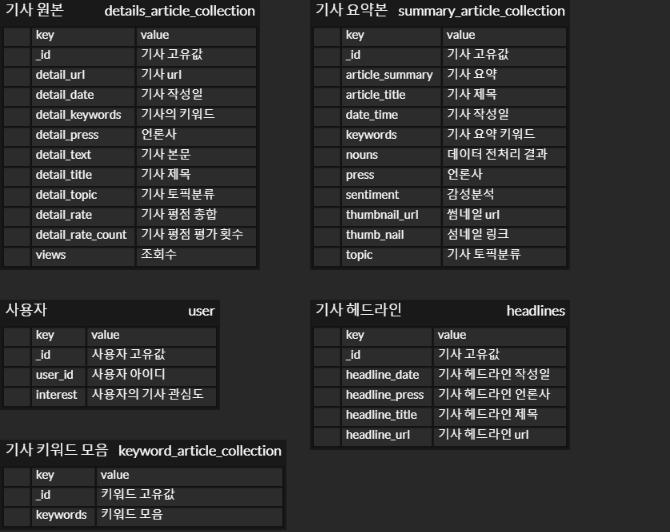 기사 원본 details_article_collection
key value
_id 기사 고유값
detail_url 기사 url
detail_date 기사 작성일
detail_keywords 기사의 키워드
detail_press 언론사
detail_text 기사 본문
detail_title 기사 제목
detail_topic 기사 토픽분류
detail_rate 기사 평점 총합
detail_rate_count 기사 평점 평가 횟수
views 조회수
기사 요약본 summary_article_collection
key value
_id 기사 고유값
article_summary 기사 요약
article_title 기사 제목
date_time 기사 작성일
keywords 기사 요약 키워드
nouns 데이터 전처리 결과
press 언론사
sentiment 감성분석
thumbnail_url 썸네일 url
thumb_nail 섬네일 링크
topic 기사 토픽분류
사용자 user
key value
_id 사용자 고유값
user_id 사용자 아이디
interest 사용자의 기사 관심도
기사 헤드라인 headlines
key value
_id 기사 고유값
headline_date 기사 헤드라인 작성일
headline_press 기사 헤드라인 언론사
headline_title 기사 헤드라인 제목
headline_url 기사 헤드라인 url
기사 키워드 모음 keyword_article_collection
key value
_id 키워드 고유값
keywords 키워드 모음